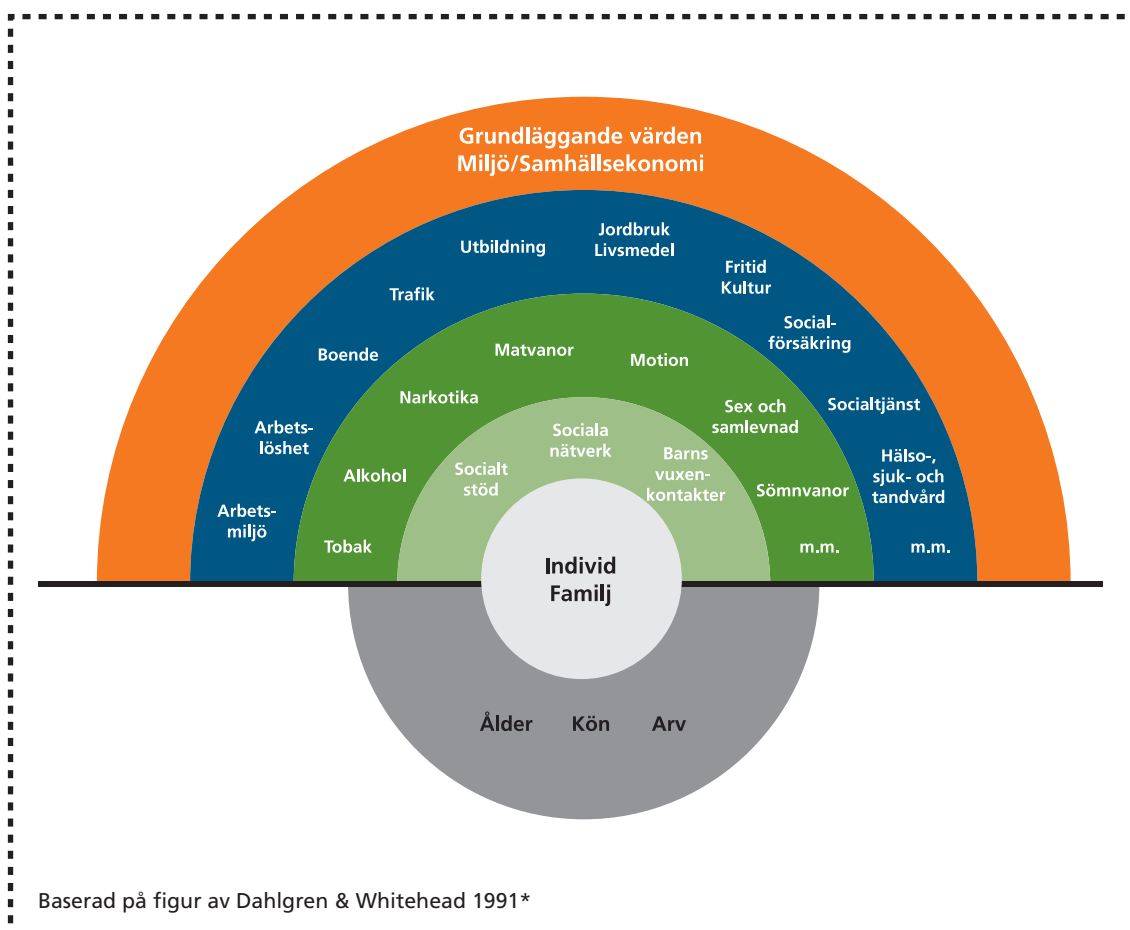 Grundläggande värden
Miljö/Samhällsekonomi
Arbets-
miljö
Arbets-
löshet
Boende
Trafik
Utbildning
Jordbruk
Livsmedel
Fritid
Kultur
Social-
försäkring
Socialtjänst
Hälso-,
sjuk- och
tandvård
m.m.
Tobak
Alkohol
Narkotika
Matvanor
Motion
Sex och
samlevnad
Sömnvanor
m.m.
Socialt
stöd
Sociala
nätverk
Barns
vuxen-
kontakter
Individ
Familj
Ålder Kön Arv
Baserad på figur av Dahlgren & Whitehead 1991*